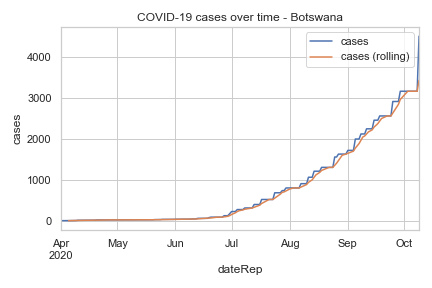 COVID-19 cases over time - Botswana
cases
cases (rolling)
4000
3000
2000
1000
0
cases
Apr May Jun Jul Aug Sep Oct
2020
dateRep